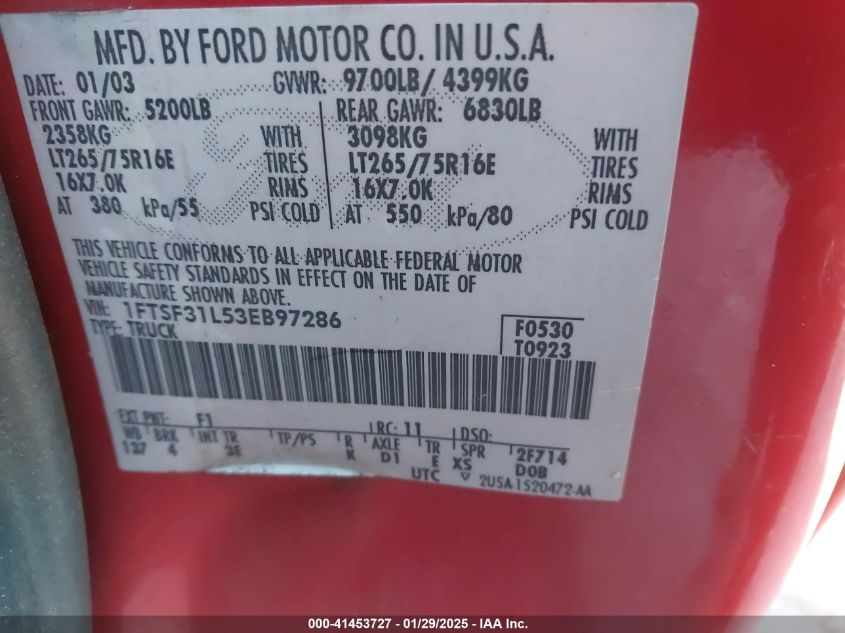 MFD. BY FORD MOTOR CO. IN U.S.A.
DATE: 01/03 GVWR: 9700LB/ 4399KG
FRONT GAWR: 5200LB REAR GAWR: 6830LB
2358KG WITH 3098KG WITH
LT265/75R16E TIRES LT265/75R16E TIRES
16X7.0K RIMS 16X7.0K RIMS
AT 380 kPa/55 PSI COLD AT 550 kPa/80 PSI COLD
THIS VEHICLE CONFORMS TO ALL APPLICABLE FEDERAL MOTOR
VEHICLE SAFETY STANDARDS IN EFFECT ON THE DATE OF
MANUFACTURE SHOWN ABOVE.
VIN: 1FTSF31L53EB97286
TYPE: TRUCK
F0530
T0923
EXT PNT: F1 RC: 11 DSO:
WB BRK INT TR TP/PS R AXLE TR SPR 2F714
137 4 2E K D1 E XS DOB
UTC ▽ 2U5A-1520472-AA
000-41453727 - 01/29/2025 - IAA Inc.